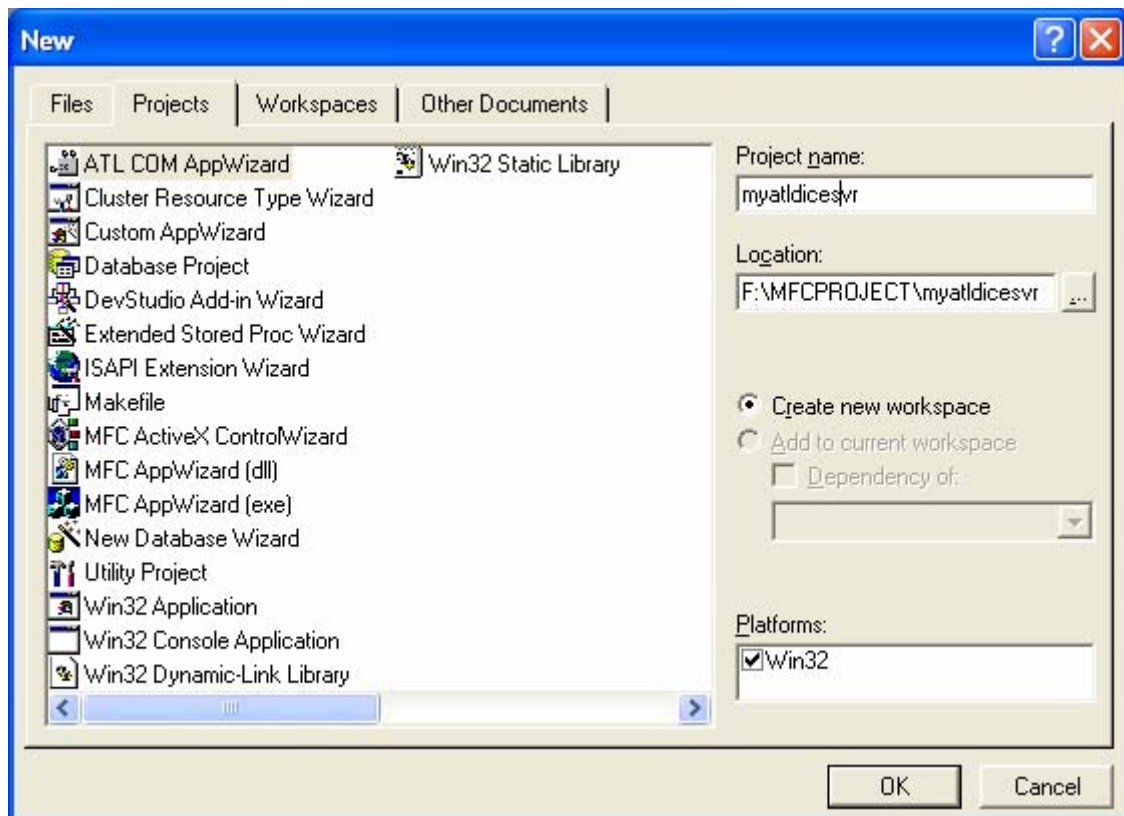 New
Files Projects Workspaces Other Documents
ATL COM AppWizard
Cluster Resource Type Wizard
Custom AppWizard
Database Project
DevStudio Add-in Wizard
Extended Stored Proc Wizard
ISAPI Extension Wizard
Makefile
MFC ActiveX ControlWizard
MFC AppWizard (dll)
MFC AppWizard (exe)
New Database Wizard
Utility Project
Win32 Application
Win32 Console Application
Win32 Dynamic-Link Library
Win32 Static Library
Project name:
myatldicesvr
Location:
F:\MFCPROJECT\myatldicesvr
...
Create new workspace
Add to current workspace
Dependency of:
Platforms:
Win32
OK
Cancel